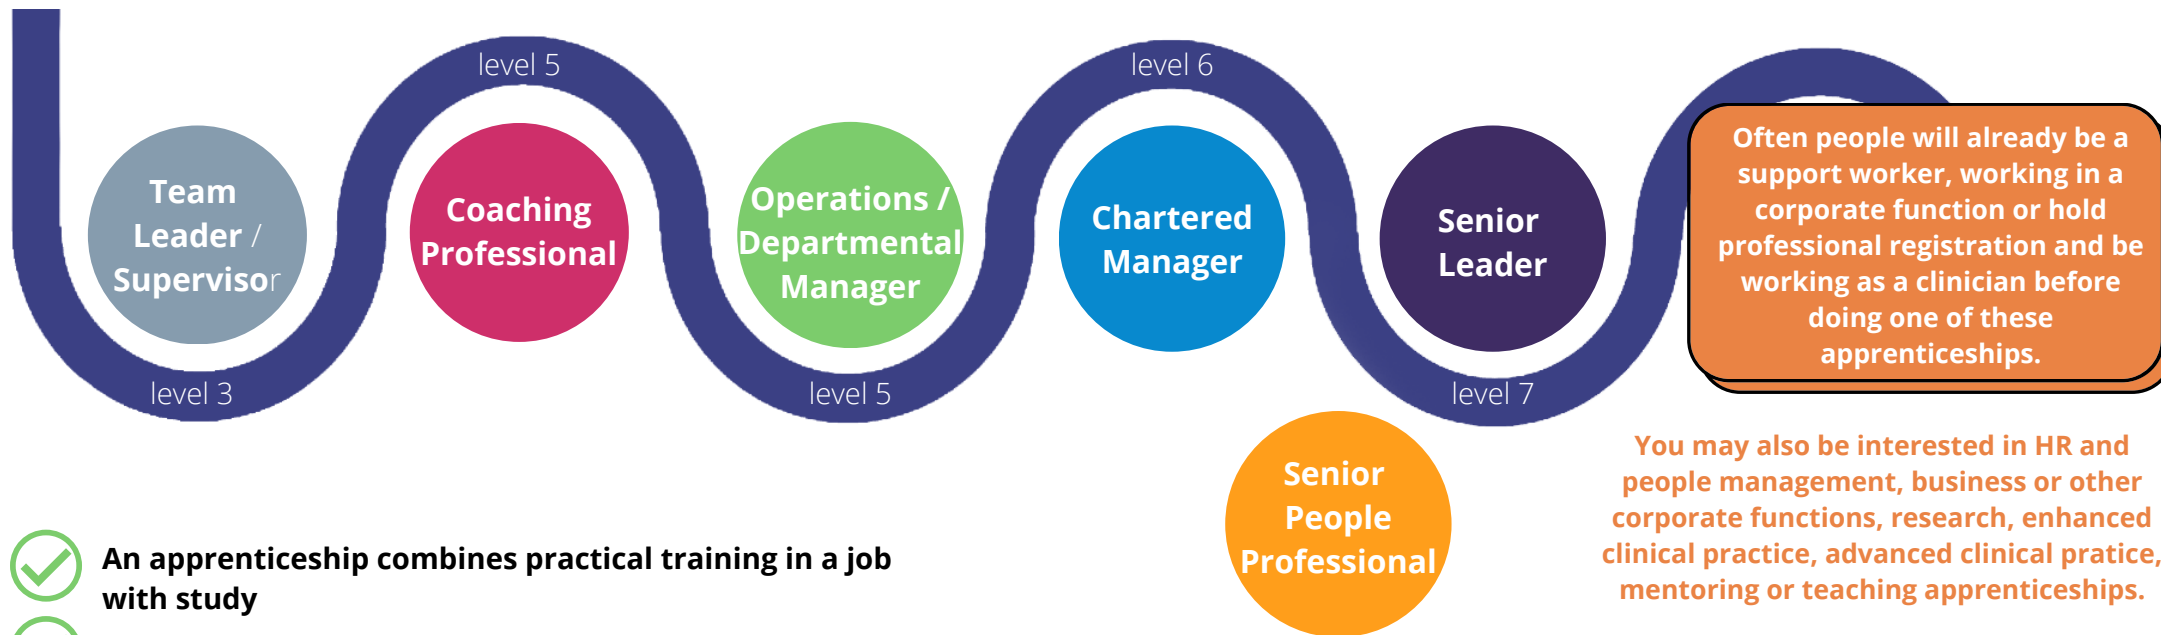 level 5
level 6
Team
Leader /
Supervisor
Coaching
Professional
Operations /
Departmental
Manager
Chartered
Manager
Senior
Leader
Often people will already be a
support worker, working in a
corporate function or hold
professional registration and be
working as a clinician before
doing one of these
apprenticeships.
level 3
level 5
level 7
Senior
People
Professional
You may also be interested in HR and
people management, business or other
corporate functions, research, enhanced
clinical practice, advanced clinical pratice,
mentoring or teaching apprenticeships.
An apprenticeship combines practical training in a job
with study